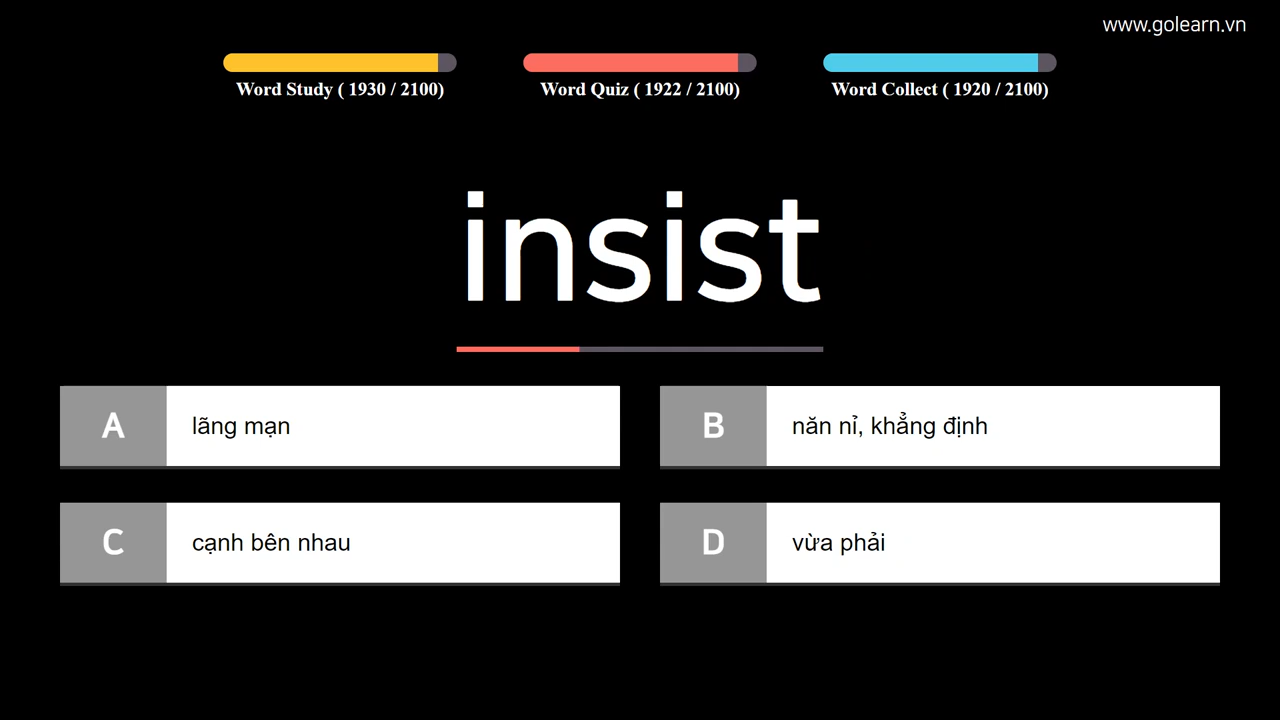 www.golearn.vn
Word Study ( 1930 / 2100)
Word Quiz ( 1922 / 2100)
Word Collect ( 1920 / 2100)
insist
A lãng mạn
B năn nỉ, khẳng định
C cạnh bên nhau
D vừa phải